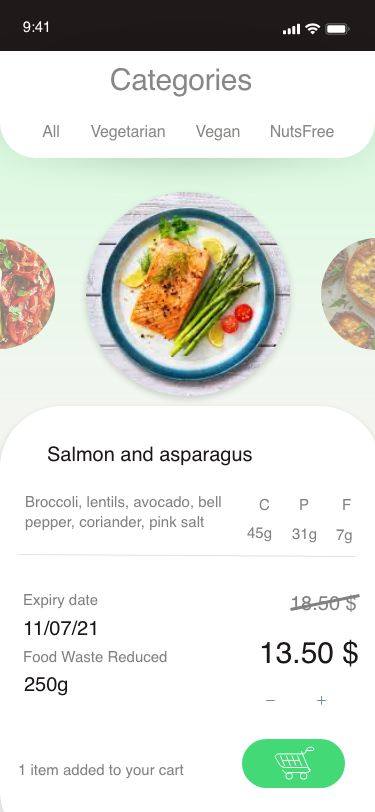 9:41
Categories
All Vegetarian Vegan NutsFree
Salmon and asparagus
Broccoli, lentils, avocado, bell
pepper, coriander, pink salt
C P F
45g 31g 7g
Expiry date
18.50 $
11/07/21
13.50 $
Food Waste Reduced
250g
− +
1 item added to your cart